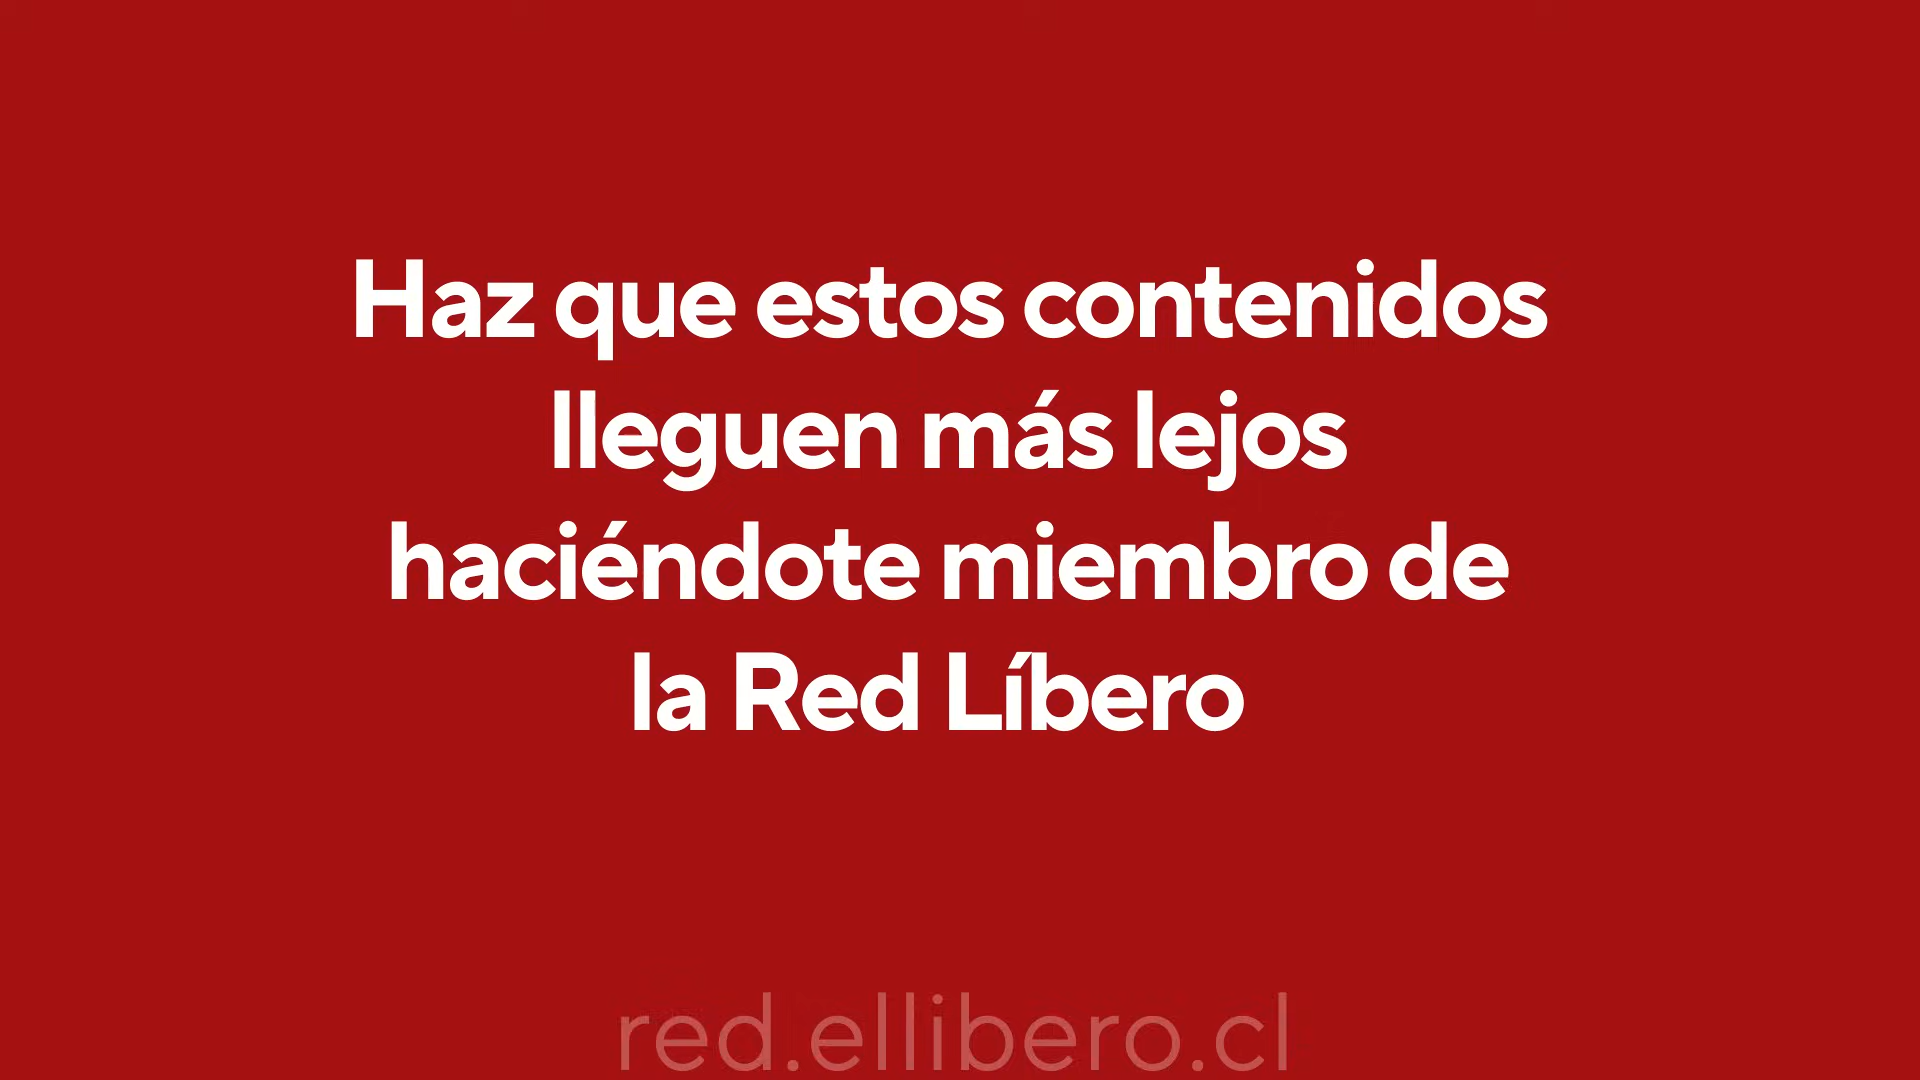 Haz que estos contenidos
lleguen más lejos
haciéndote miembro de
la Red Líbero
red.ellibero.cl